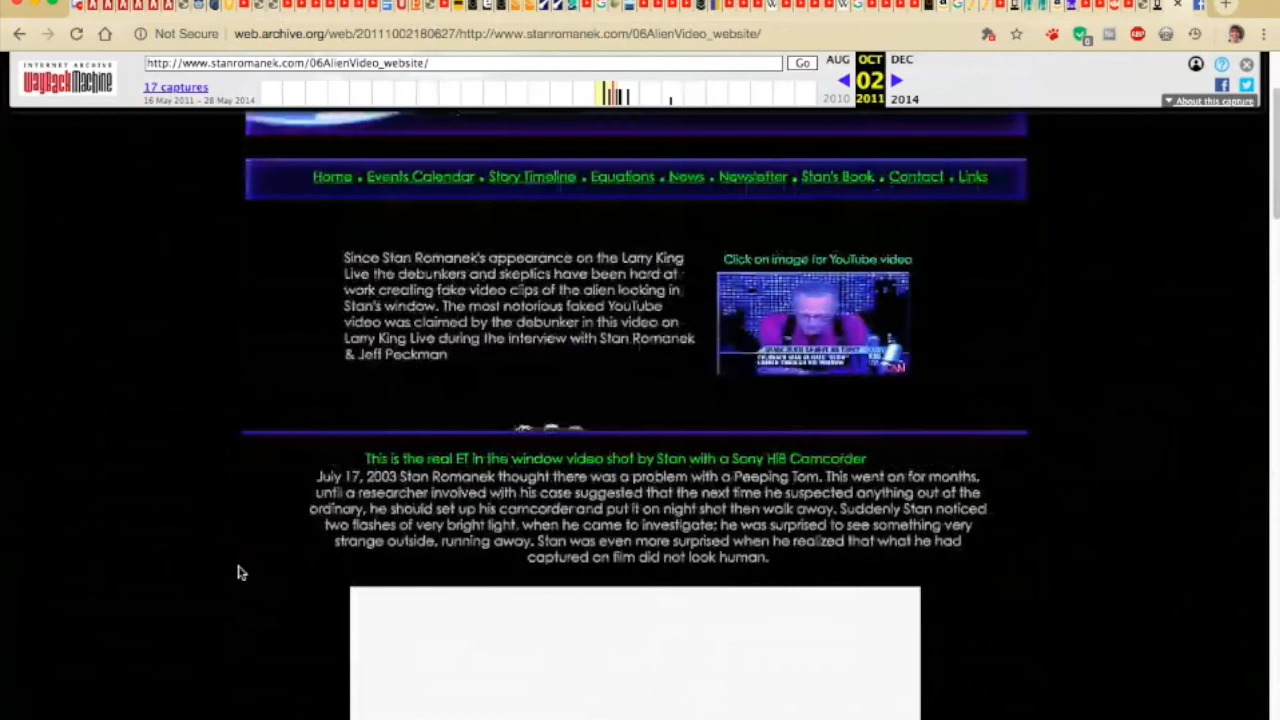 Not Secure
web.archive.org/web/20111002180627/http://www.stanromanek.com/06AlienVideo_website/
INTERNET ARCHIVE
WayBackMachine
http://www.stanromanek.com/06AlienVideo_website/
Go
AUG OCT DEC
17 captures
02
16 May 2011 – 28 May 2014
2010 2011 2014
About this capture
Home • Events Calendar • Story Timeline • Equations • News • Newsletter • Stan's Book • Contact • Links
Since Stan Romanek's appearance on the Larry King
Live the debunkers and skeptics have been hard at
work creating fake video clips of the alien looking in
Stan's window. The most notorious faked YouTube
video was claimed by the debunker in this video on
Larry King Live during the interview with Stan Romanek
& Jeff Peckman
Click on image for YouTube video
This is the real ET in the window video shot by Stan with a Sony Hi8 Camcorder
July 17, 2003 Stan Romanek thought there was a problem with a Peeping Tom. This went on for months,
until a researcher involved with his case suggested that the next time he suspected anything out of the
ordinary, he should set up his camcorder and put it on night shot then walk away. Suddenly Stan noticed
two flashes of very bright light, when he came to investigate; he was surprised to see something very
strange outside, running away. Stan was even more surprised when he realized that what he had
captured on film did not look human.